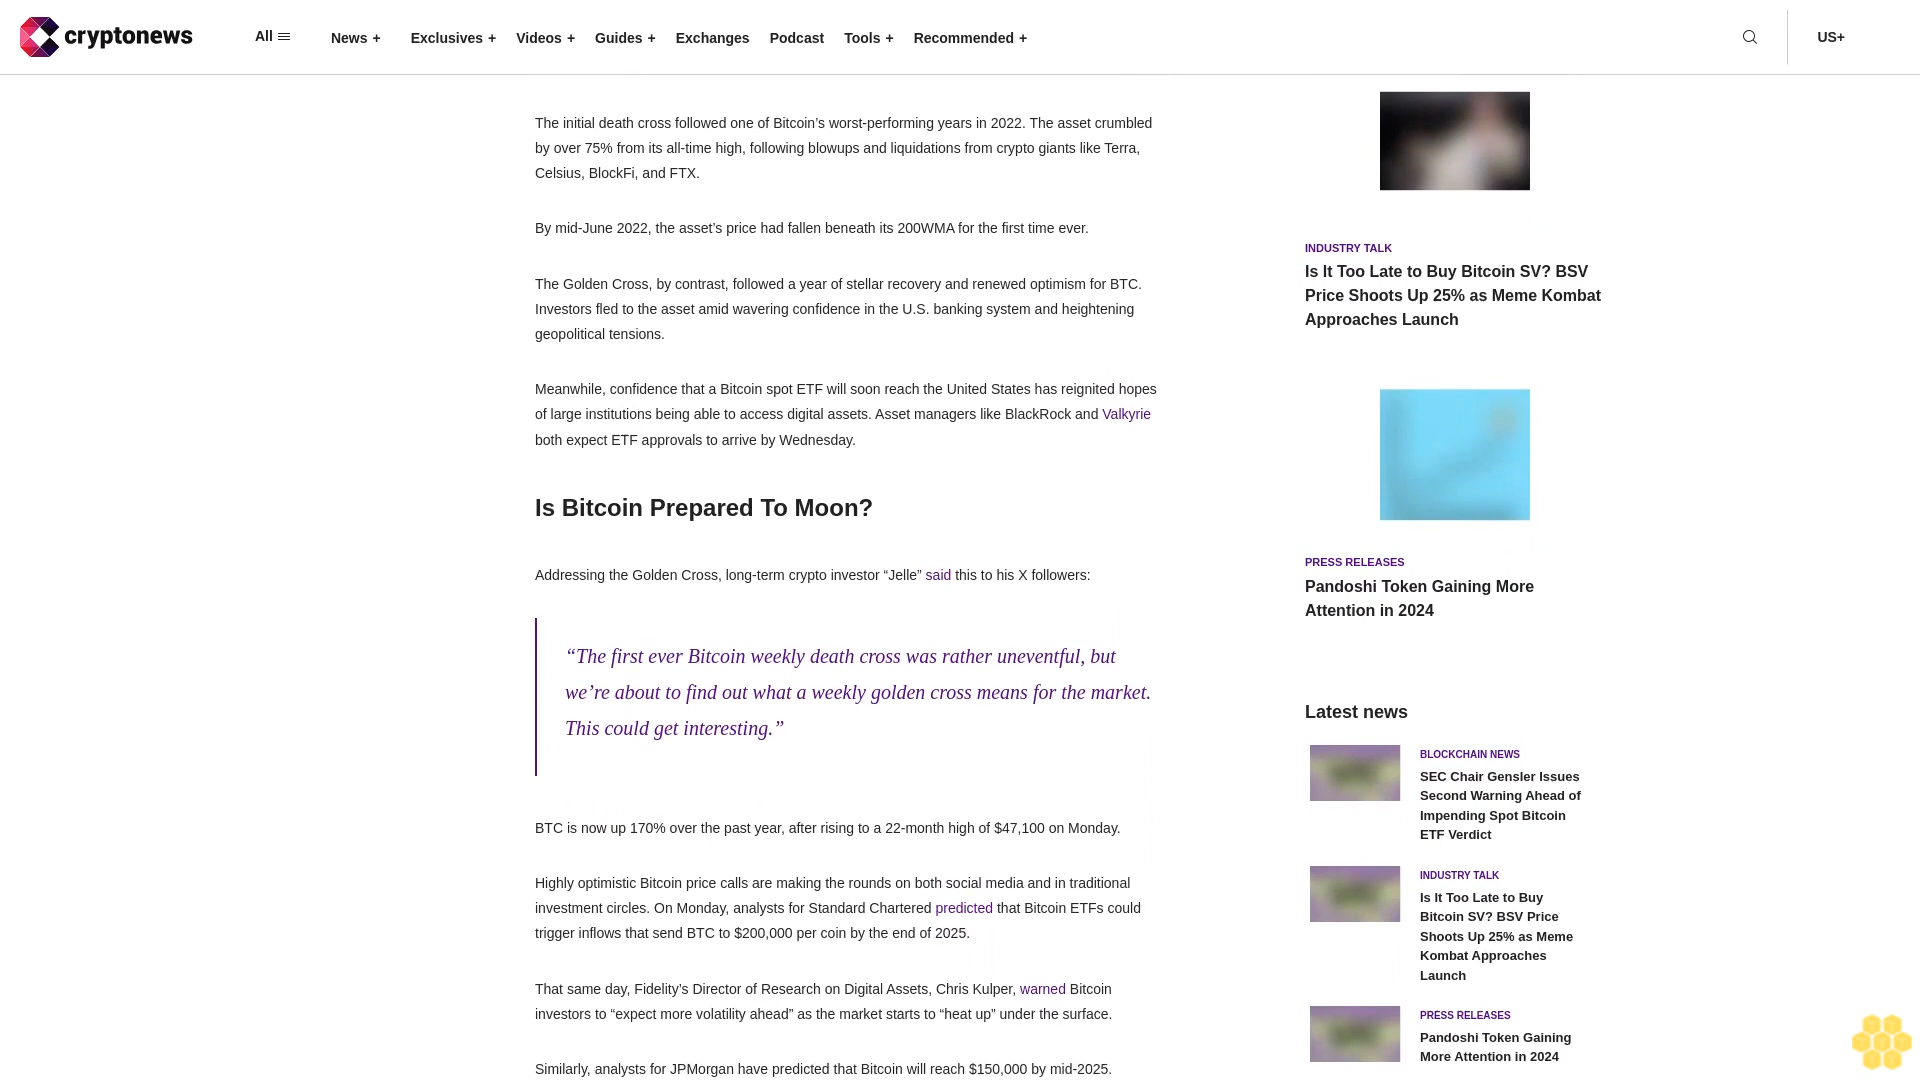 cryptonews
All
News +
Exclusives +
Videos +
Guides +
Exchanges
Podcast
Tools +
Recommended +
US+
The initial death cross followed one of Bitcoin’s worst-performing years in 2022. The asset crumbled
by over 75% from its all-time high, following blowups and liquidations from crypto giants like Terra,
Celsius, BlockFi, and FTX.
By mid-June 2022, the asset’s price had fallen beneath its 200WMA for the first time ever.
The Golden Cross, by contrast, followed a year of stellar recovery and renewed optimism for BTC.
Investors fled to the asset amid wavering confidence in the U.S. banking system and heightening
geopolitical tensions.
Meanwhile, confidence that a Bitcoin spot ETF will soon reach the United States has reignited hopes
of large institutions being able to access digital assets. Asset managers like BlackRock and Valkyrie
both expect ETF approvals to arrive by Wednesday.
Is Bitcoin Prepared To Moon?
Addressing the Golden Cross, long-term crypto investor “Jelle” said this to his X followers:
“The first ever Bitcoin weekly death cross was rather uneventful, but
we’re about to find out what a weekly golden cross means for the market.
This could get interesting.”
BTC is now up 170% over the past year, after rising to a 22-month high of $47,100 on Monday.
Highly optimistic Bitcoin price calls are making the rounds on both social media and in traditional
investment circles. On Monday, analysts for Standard Chartered predicted that Bitcoin ETFs could
trigger inflows that send BTC to $200,000 per coin by the end of 2025.
That same day, Fidelity’s Director of Research on Digital Assets, Chris Kulper, warned Bitcoin
investors to “expect more volatility ahead” as the market starts to “heat up” under the surface.
Similarly, analysts for JPMorgan have predicted that Bitcoin will reach $150,000 by mid-2025.
INDUSTRY TALK
Is It Too Late to Buy Bitcoin SV? BSV
Price Shoots Up 25% as Meme Kombat
Approaches Launch
PRESS RELEASES
Pandoshi Token Gaining More
Attention in 2024
Latest news
BLOCKCHAIN NEWS
SEC Chair Gensler Issues
Second Warning Ahead of
Impending Spot Bitcoin
ETF Verdict
INDUSTRY TALK
Is It Too Late to Buy
Bitcoin SV? BSV Price
Shoots Up 25% as Meme
Kombat Approaches
Launch
PRESS RELEASES
Pandoshi Token Gaining
More Attention in 2024